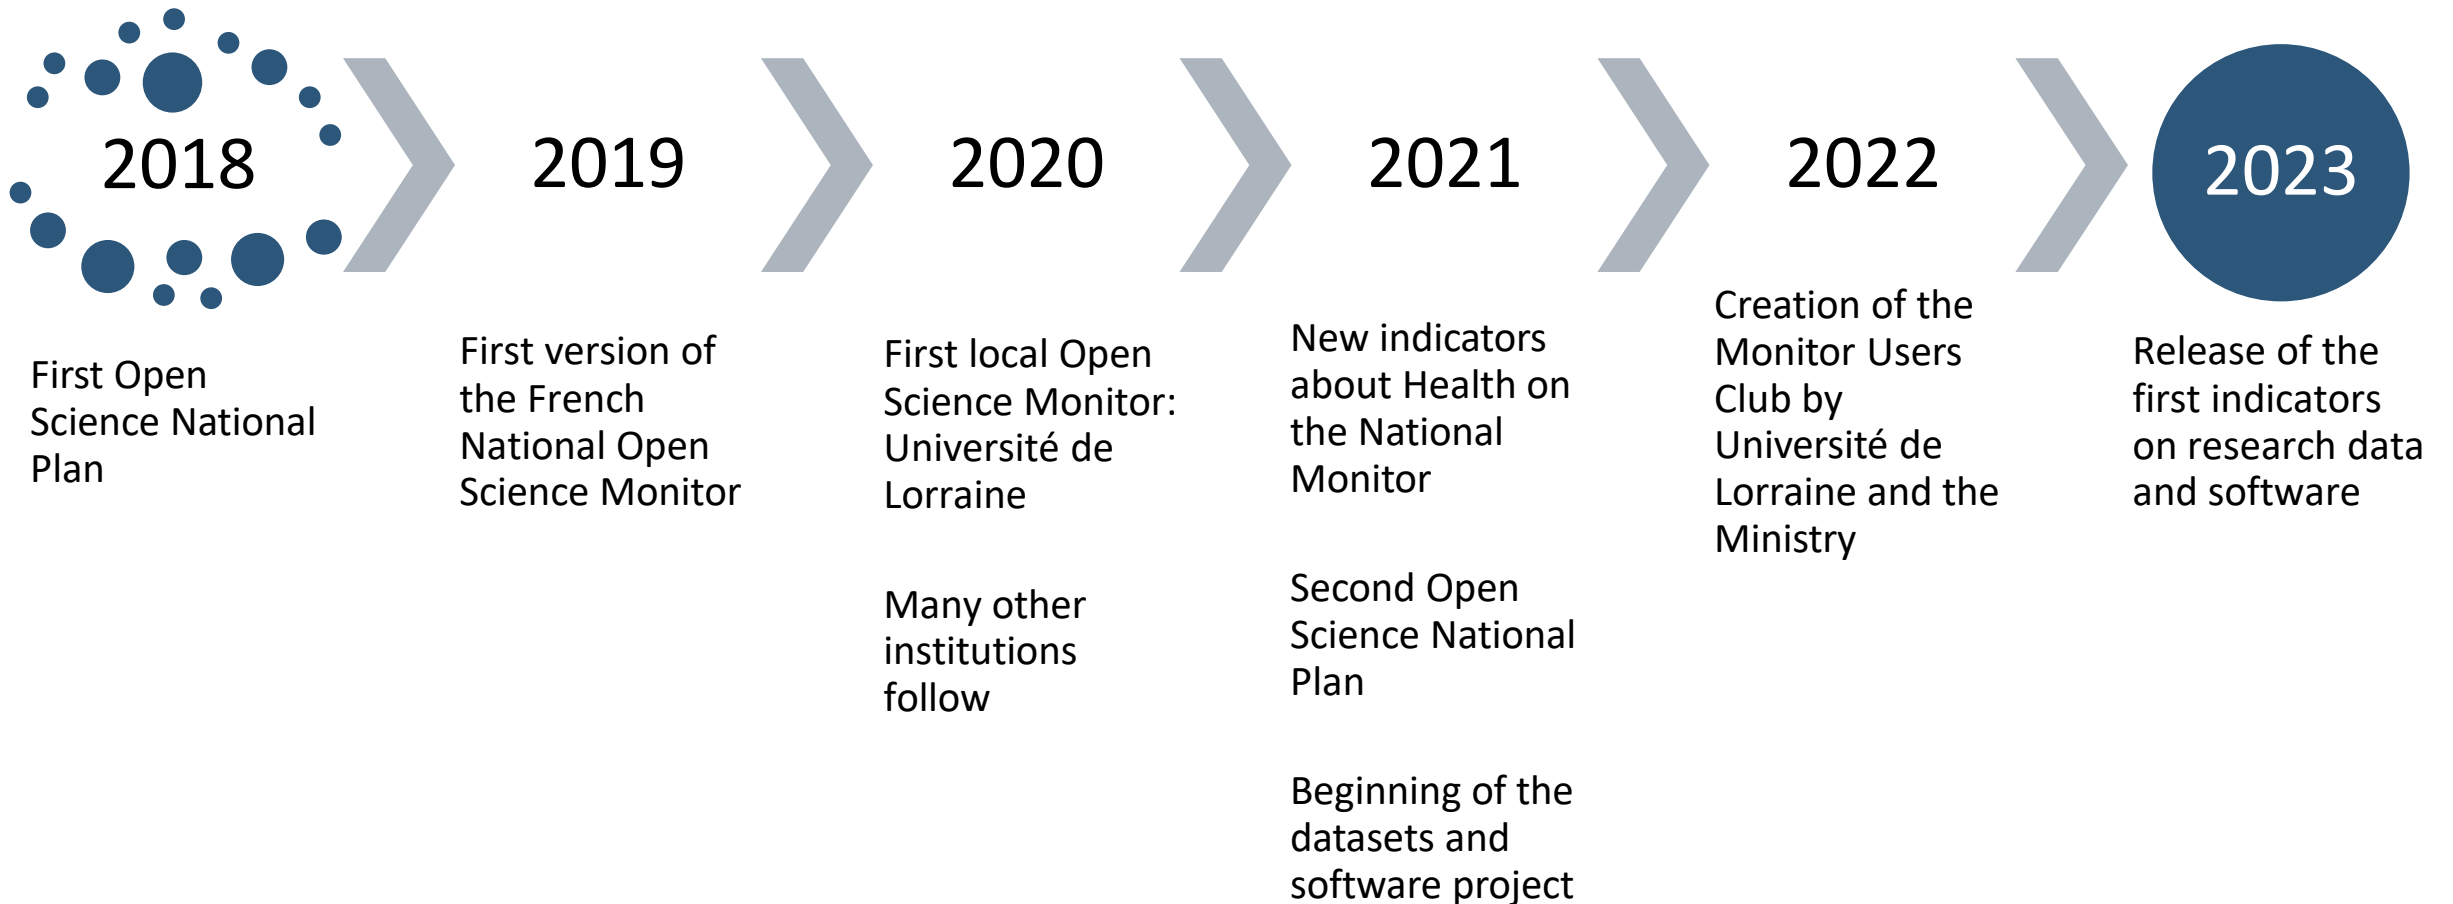 2018
First Open
Science National
Plan
2019
First version of
the French
National Open
Science Monitor
2020
First local Open
Science Monitor:
Université de
Lorraine
Many other
institutions
follow
2021
New indicators
about Health on
the National
Monitor
Second Open
Science National
Plan
Beginning of the
datasets and
software project
2022
Creation of the
Monitor Users
Club by
Université de
Lorraine and the
Ministry
2023
Release of the
first indicators
on research data
and software